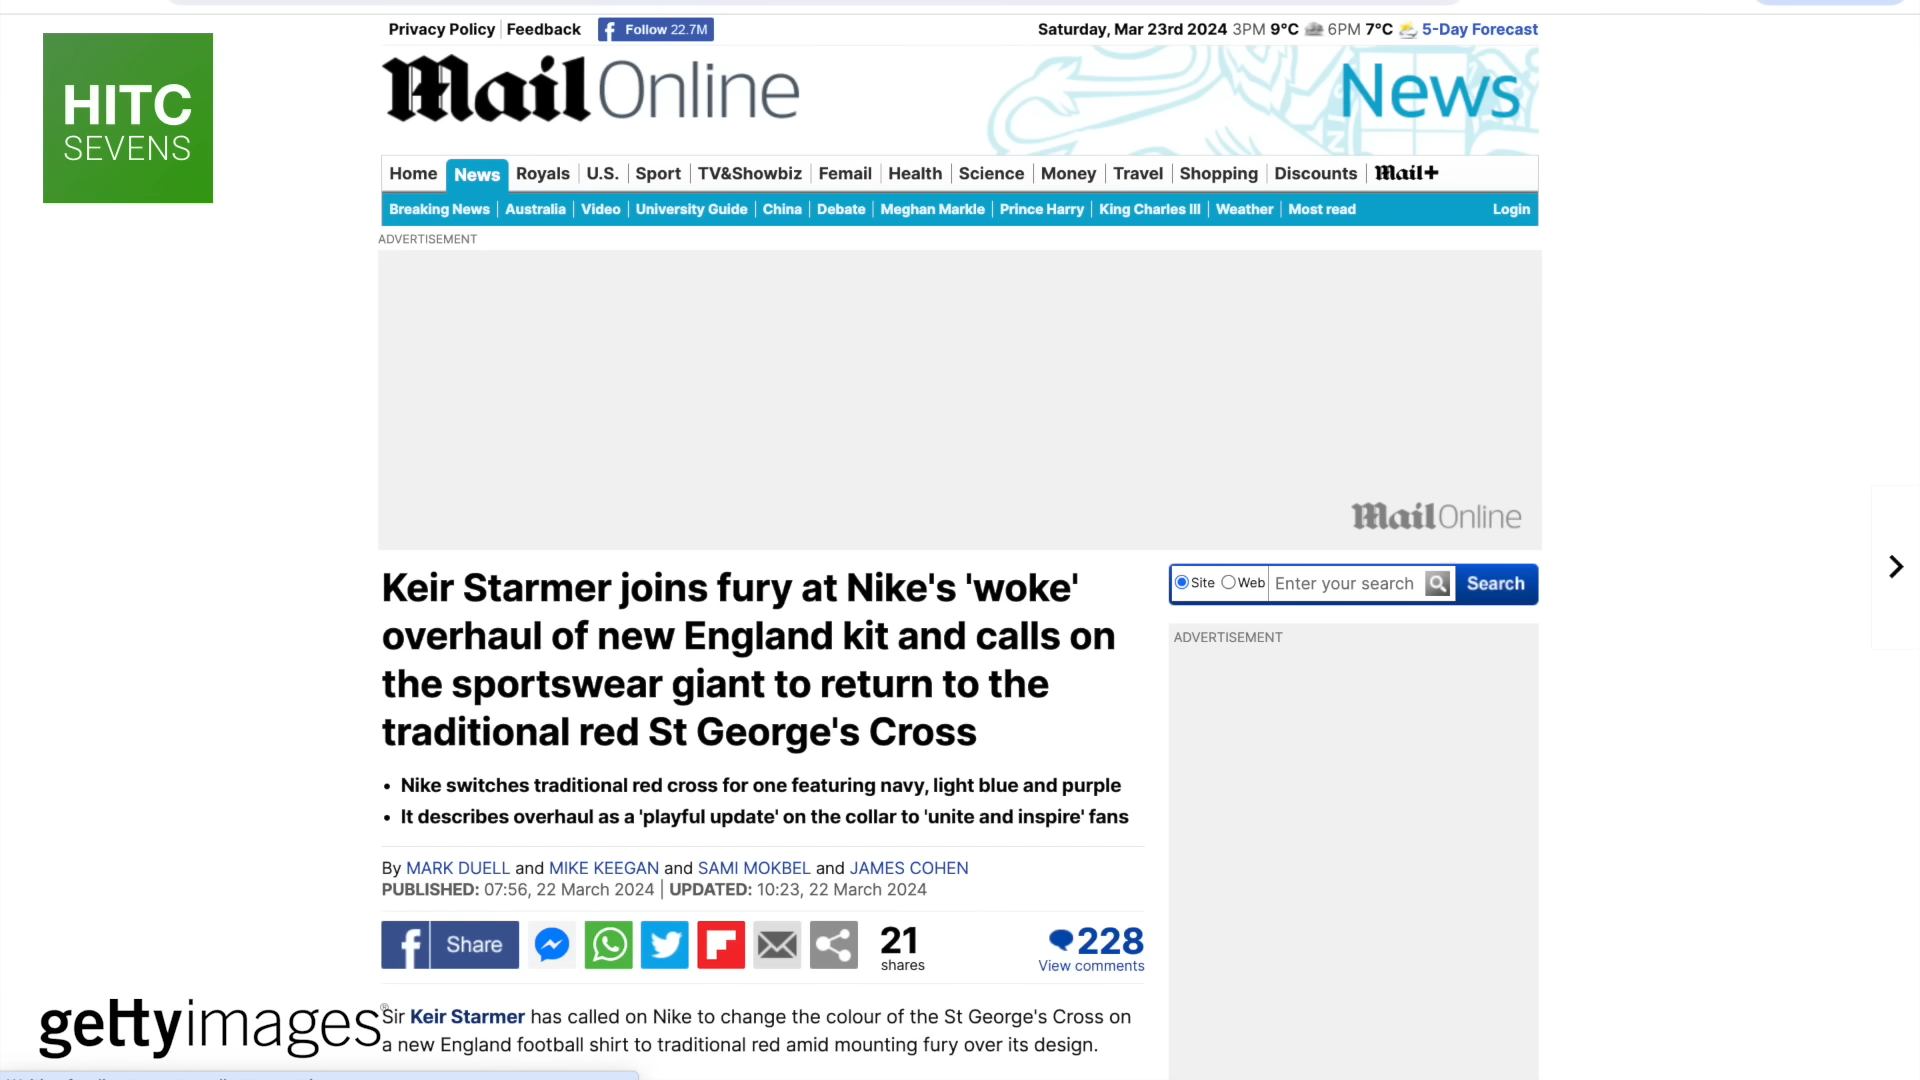 Privacy Policy Feedback Follow 22.7M Saturday, Mar 23rd 2024 3PM 9°C 6PM 7°C 5-Day Forecast
HITC
SEVENS
Mail Online News
Home News Royals U.S. Sport TV&Showbiz Femail Health Science Money Travel Shopping Discounts Mail+
Breaking News Australia Video University Guide China Debate Meghan Markle Prince Harry King Charles III Weather Most read Login
ADVERTISEMENT
Mail Online
Keir Starmer joins fury at Nike's 'woke'
overhaul of new England kit and calls on
the sportswear giant to return to the
traditional red St George's Cross
Site Web Enter your search Search
ADVERTISEMENT
• Nike switches traditional red cross for one featuring navy, light blue and purple
• It describes overhaul as a 'playful update' on the collar to 'unite and inspire' fans
By MARK DUELL and MIKE KEEGAN and SAMI MOKBEL and JAMES COHEN
PUBLISHED: 07:56, 22 March 2024 | UPDATED: 10:23, 22 March 2024
Share 21 228
shares View comments
gettyimages®
Sir Keir Starmer has called on Nike to change the colour of the St George's Cross on
a new England football shirt to traditional red amid mounting fury over its design.